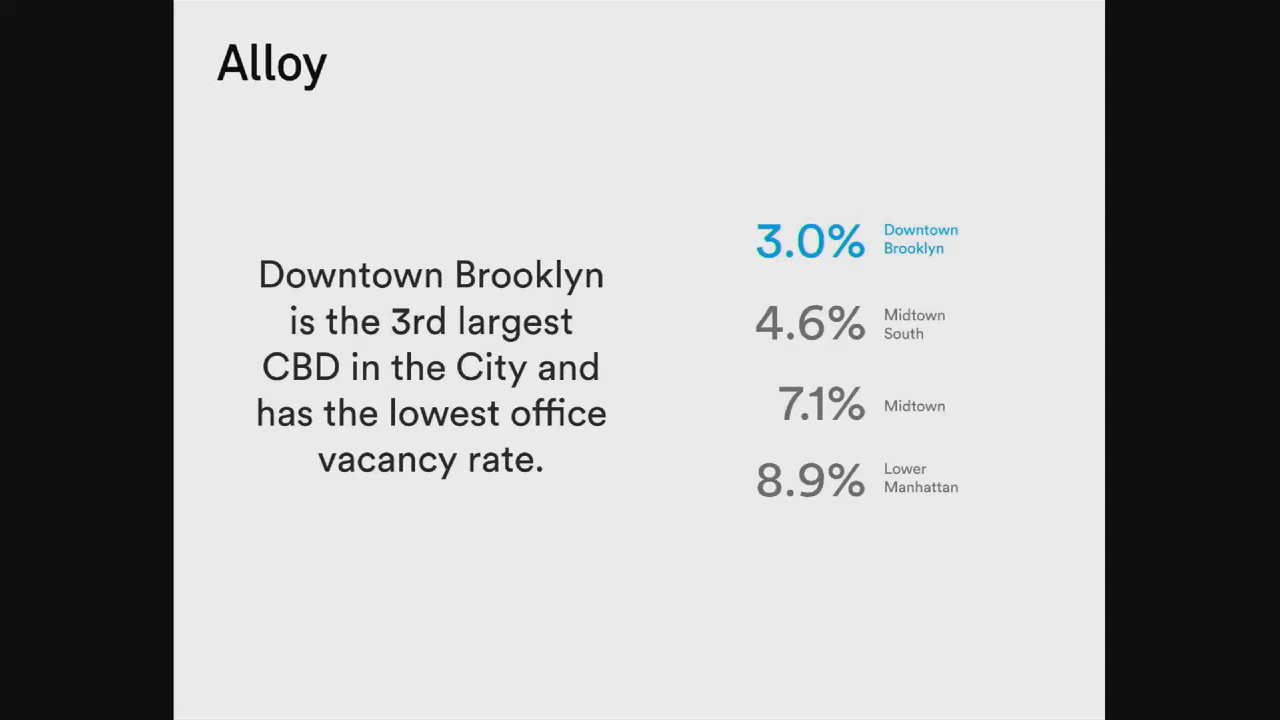 Alloy
Downtown Brooklyn
is the 3rd largest
CBD in the City and
has the lowest office
vacancy rate.
3.0% Downtown
Brooklyn
4.6% Midtown
South
7.1% Midtown
8.9% Lower
Manhattan